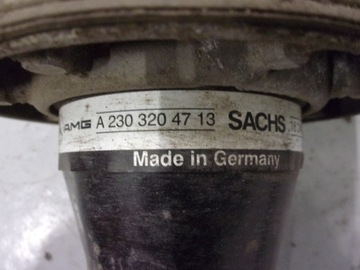 AMG A 230 320 47 13 SACHS
Made in Germany